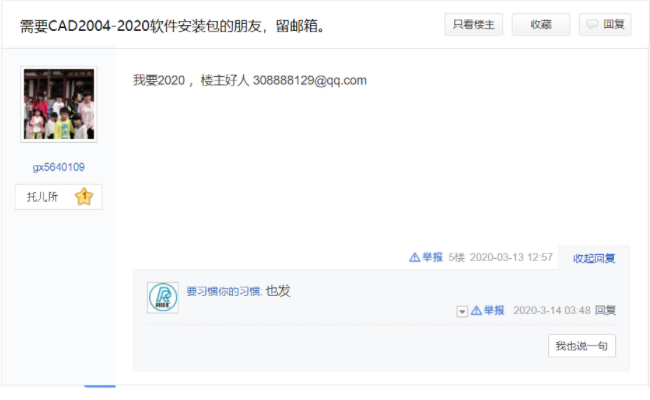 需要CAD2004-2020软件安装包的朋友，留邮箱。
只看楼主
收藏
回复
我要2020 ，楼主好人 308888129@qq.com
gx5640109
托儿所
1
举报 5楼 2020-03-13 12:57 收起回复
要习惯你的习惯: 也发
举报 2020-3-14 03:48 回复
我也说一句